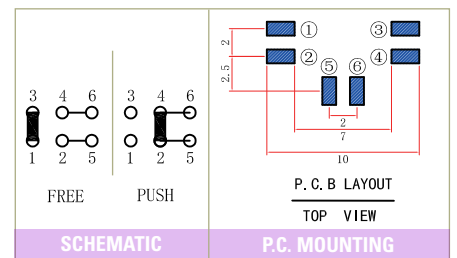 3 4 6 3 4 6
1 2 5 1 2 5
FREE PUSH
SCHEMATIC
① ③
2
② ④
2.5
⑤ ⑥
2
7
10
P.C.B LAYOUT
TOP VIEW
P.C. MOUNTING